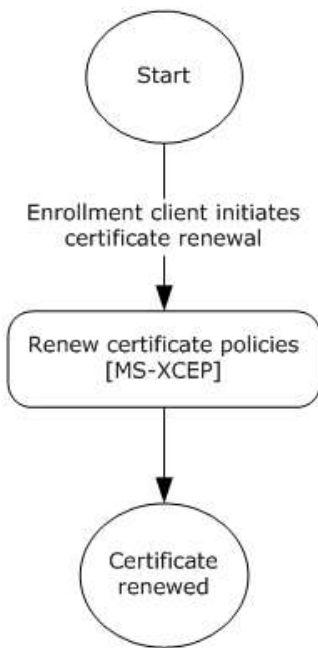 Start
Enrollment client initiates
certificate renewal
Renew certificate policies
[MS-XCEP]
Certificate
renewed